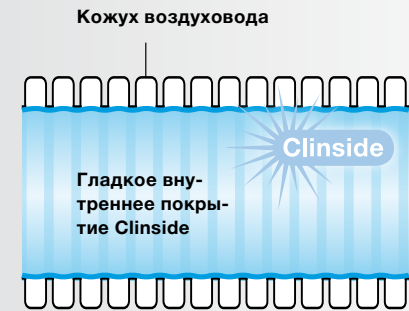 Кожух воздуховода
Clinside
Гладкое вну-
треннее покры-
тие Clinside